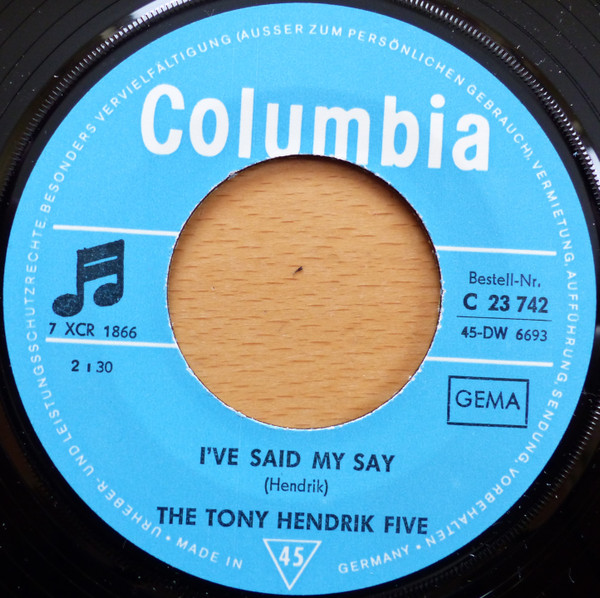 URHEBER- UND LEISTUNGSSCHUTZRECHTE, BESONDERS VERVIELFÄLTIGUNG (AUSSER ZUM PERSÖNLICHEN GEBRAUCH), VERMIETUNG, AUFFÜHRUNG, SENDUNG, VORBEHALTEN
Columbia
7 XCR 1866
2 ı 30
Bestell-Nr.
C 23 742
45-DW 6693
GEMA
I'VE SAID MY SAY
(Hendrik)
THE TONY HENDRIK FIVE
• MADE IN
45
GERMANY •